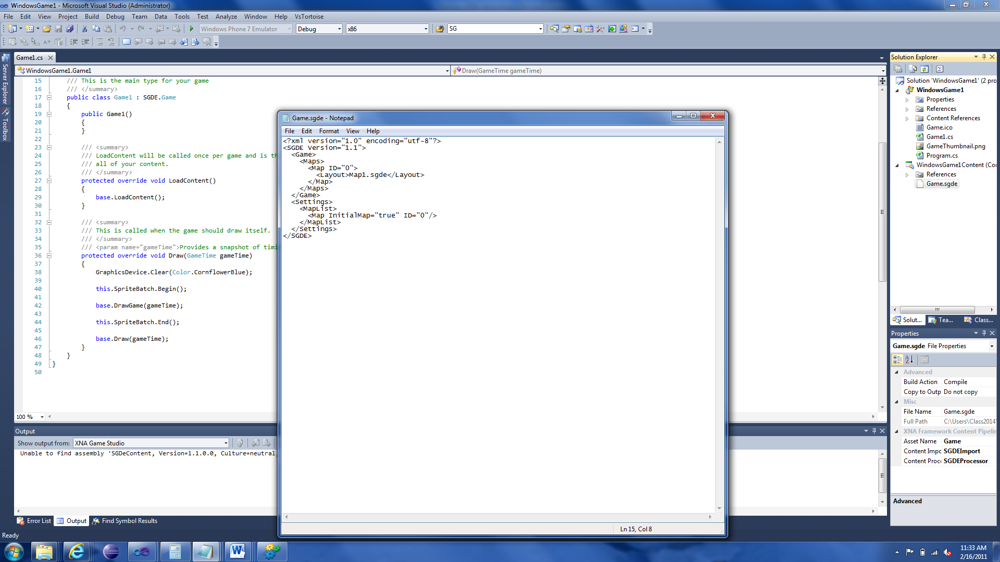 WindowsGame1 - Microsoft Visual Studio (Administrator)
File Edit View Project Build Debug Team Data Tools Test Analyze Window Help VsTortoise
Windows Phone 7 Emulator Debug x86 SG
Server Explorer
Toolbox
Game1.cs
WindowsGame1.Game1 Draw(GameTime gameTime)
15 /// This is the main type for your game
16 /// </summary>
17 public class Game1 : SGDE.Game
18 {
19 public Game1()
20 {
21 }
22
23 /// <summary>
24 /// LoadContent will be called once per game and is th
25 /// all of your content.
26 /// </summary>
27 protected override void LoadContent()
28 {
29 base.LoadContent();
30 }
31
32 /// <summary>
33 /// This is called when the game should draw itself.
34 /// </summary>
35 /// <param name="gameTime">Provides a snapshot of timi
36 protected override void Draw(GameTime gameTime)
37 {
38 GraphicsDevice.Clear(Color.CornflowerBlue);
39
40 this.SpriteBatch.Begin();
41
42 base.DrawGame(gameTime);
43
44 this.SpriteBatch.End();
45
46 base.Draw(gameTime);
47 }
48 }
49 }
50
100 %
Game.sgde - Notepad
File Edit Format View Help
<?xml version="1.0" encoding="utf-8"?>
<SGDE Version="1.1">
<Game>
<Maps>
<Map ID="0">
<Layout>Map1.sgde</Layout>
</Map>
</Maps>
</Game>
<Settings>
<MapList>
<Map InitialMap="true" ID="0"/>
</MapList>
</Settings>
</SGDE>
Ln 15, Col 8
Output
Show output from: XNA Game Studio
Unable to find assembly 'SGDeContent, Version=1.1.0.0, Culture=neutral,
Error List Output Find Symbol Results
Ready
Solution Explorer
Solution 'WindowsGame1' (2 pro
WindowsGame1
Properties
References
Content References
Game.ico
Game1.cs
GameThumbnail.png
Program.cs
WindowsGame1Content (Cor
References
Game.sgde
Solut... Tea... Class...
Properties
Game.sgde File Properties
Advanced
Build Action Compile
Copy to Outp Do not copy
Misc
File Name Game.sgde
Full Path C:\Users\Class2014\
XNA Framework Content Pipelin
Asset Name Game
Content Impo SGDEImport
Content Proce SGDEProcessor
Advanced
11:33 AM
2/16/2011